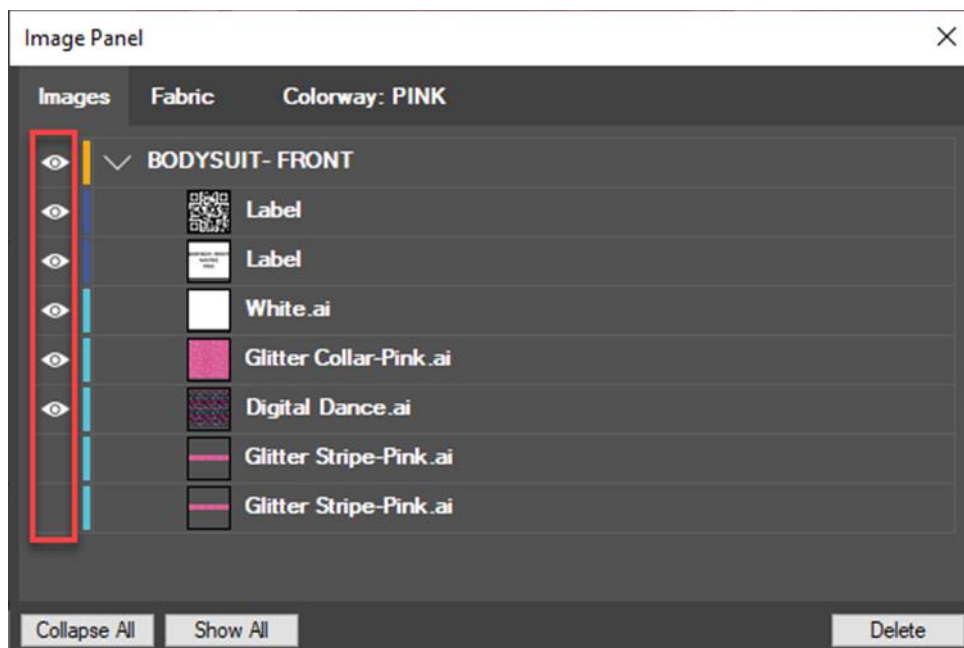 Image Panel
Images Fabric Colorway: PINK
BODYSUIT- FRONT
Label
Label
White.ai
Glitter Collar-Pink.ai
Digital Dance.ai
Glitter Stripe-Pink.ai
Glitter Stripe-Pink.ai
Collapse All Show All Delete